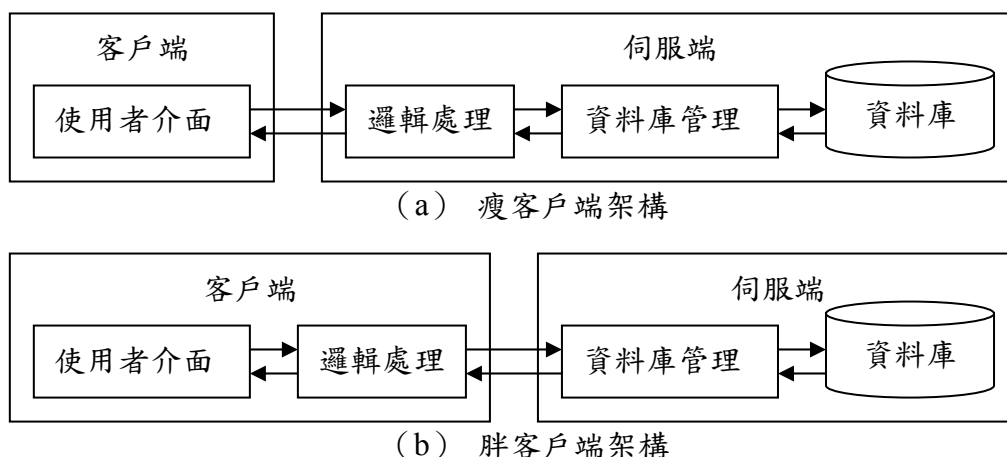 客戶端
伺服端
使用者介面
邏輯處理
資料庫管理
資料庫
（a） 瘦客戶端架構
客戶端
伺服端
使用者介面
邏輯處理
資料庫管理
資料庫
（b） 胖客戶端架構